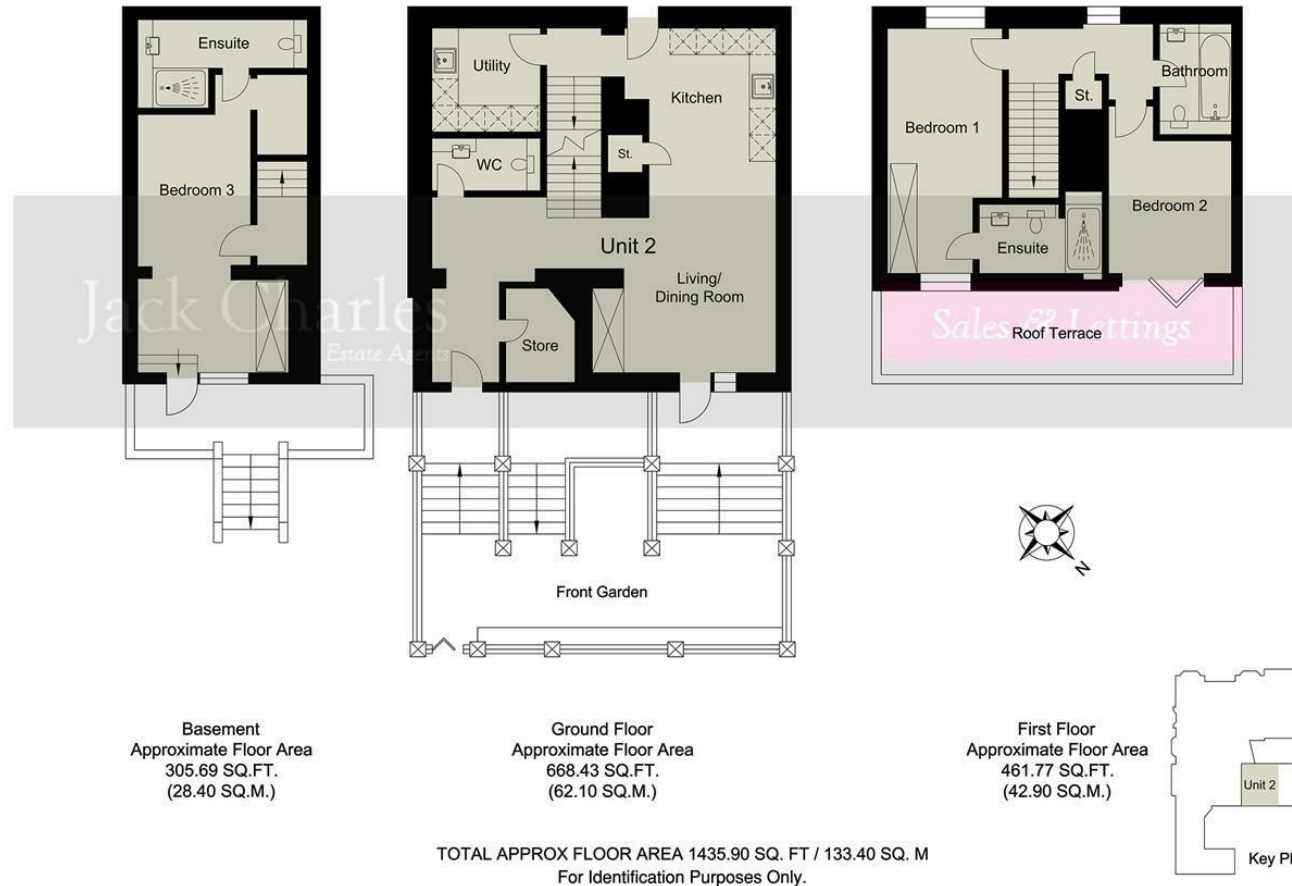 Ensuite
Bedroom 3
Utility
Kitchen
WC
St.
Unit 2
Living/
Dining Room
Store
Front Garden
Bedroom 1
St.
Bathroom
Bedroom 2
Ensuite
Roof Terrace
Jack Charles
Estate Agents
Sales & Lettings
N
Basement
Approximate Floor Area
305.69 SQ.FT.
(28.40 SQ.M.)
Ground Floor
Approximate Floor Area
668.43 SQ.FT.
(62.10 SQ.M.)
First Floor
Approximate Floor Area
461.77 SQ.FT.
(42.90 SQ.M.)
Unit 2
Key Pl
TOTAL APPROX FLOOR AREA 1435.90 SQ. FT / 133.40 SQ. M
For Identification Purposes Only.